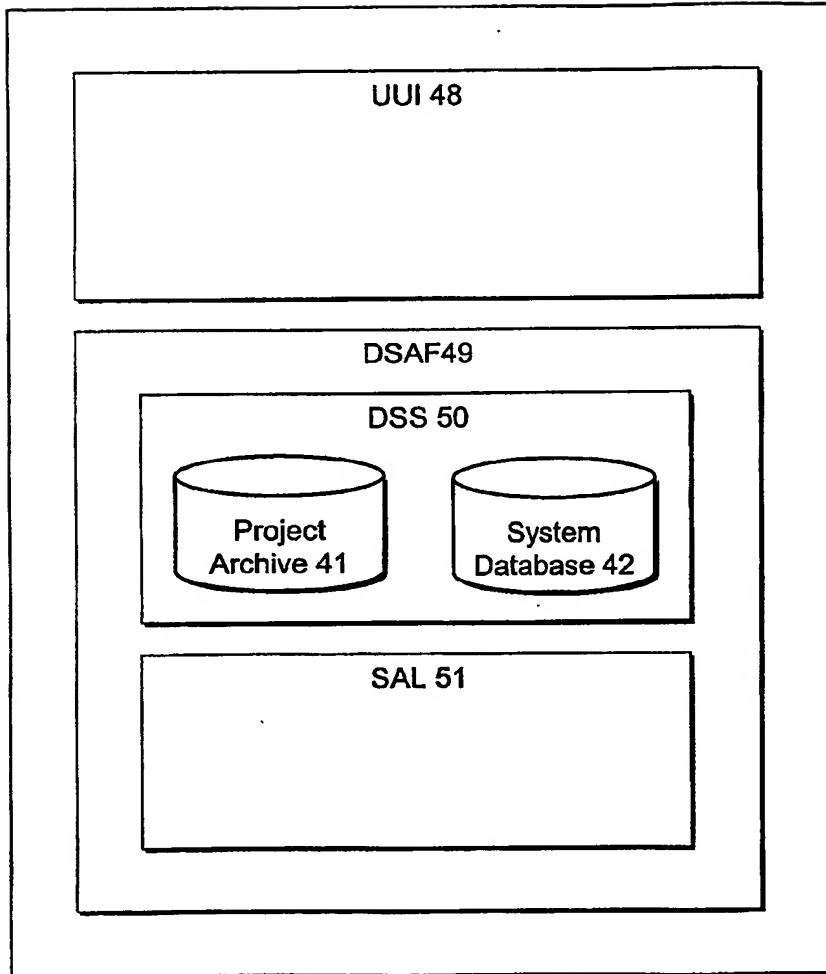 UUI 48
DSAF49
DSS 50
Project
Archive 41
System
Database 42
SAL 51